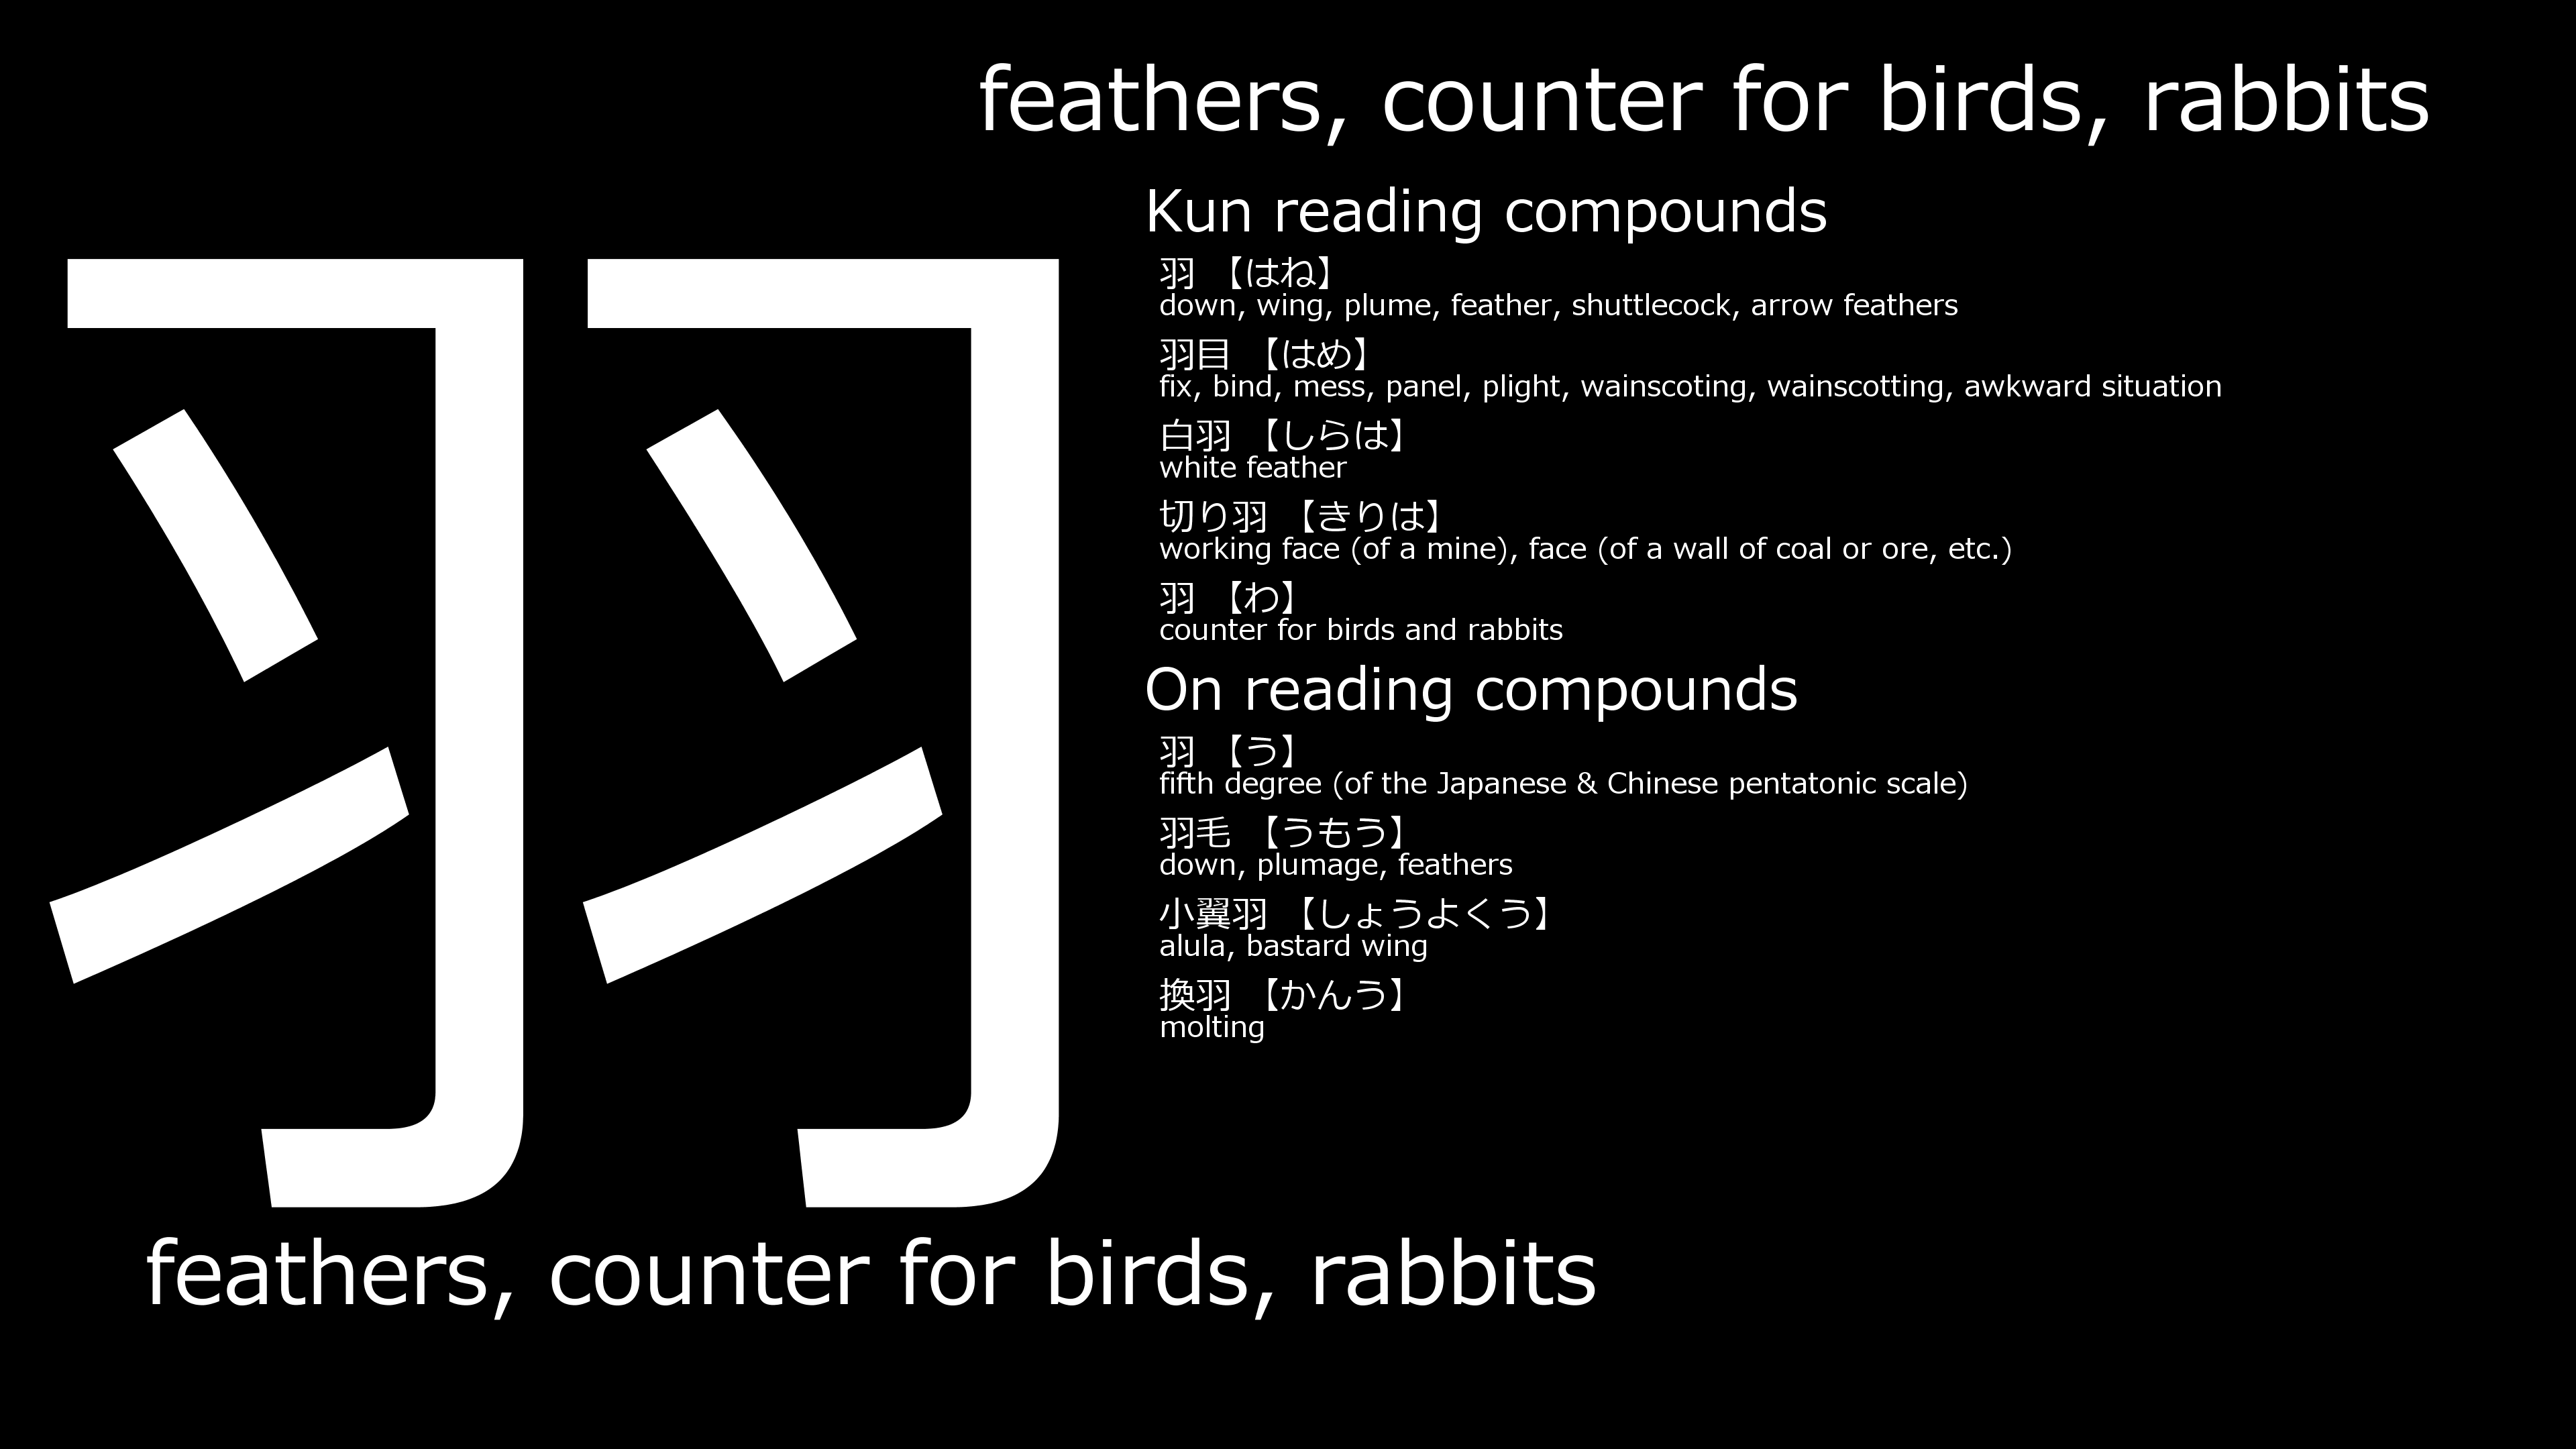 feathers, counter for birds, rabbits
羽
Kun reading compounds
羽 【はね】
down, wing, plume, feather, shuttlecock, arrow feathers
羽目 【はめ】
fix, bind, mess, panel, plight, wainscoting, wainscotting, awkward situation
白羽 【しらは】
white feather
切り羽 【きりは】
working face (of a mine), face (of a wall of coal or ore, etc.)
羽 【わ】
counter for birds and rabbits
On reading compounds
羽 【う】
fifth degree (of the Japanese & Chinese pentatonic scale)
羽毛 【うもう】
down, plumage, feathers
小翼羽 【しょうよくう】
alula, bastard wing
換羽 【かんう】
molting
feathers, counter for birds, rabbits